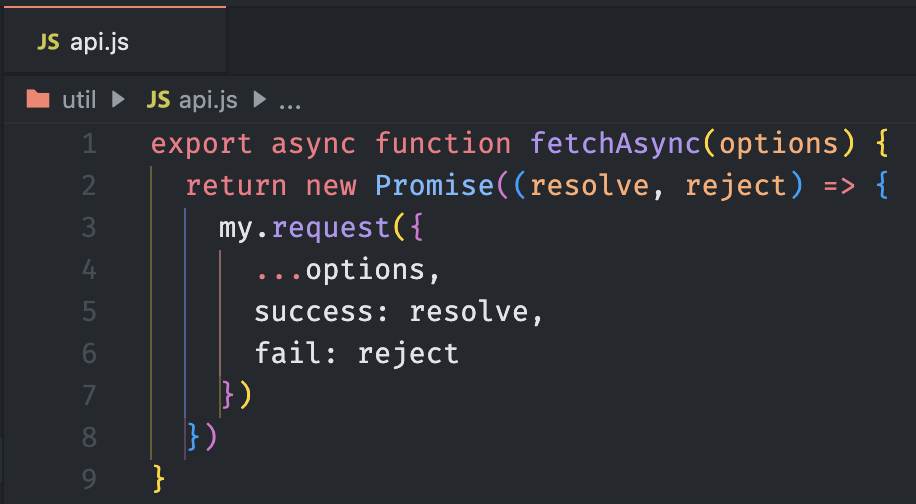 JS api.js
util ▶ JS api.js ▶ ...
1 export async function fetchAsync(options) {
2   return new Promise((resolve, reject) => {
3     my.request({
4       ...options,
5       success: resolve,
6       fail: reject
7     })
8   })
9 }